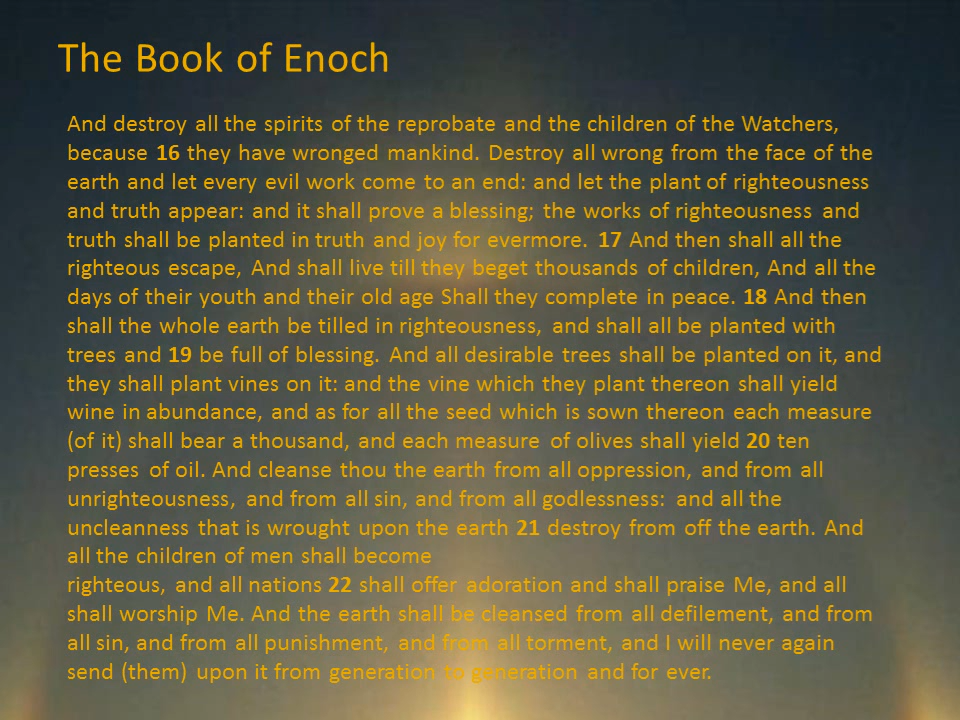 The Book of Enoch
And destroy all the spirits of the reprobate and the children of the Watchers,
because 16 they have wronged mankind. Destroy all wrong from the face of the
earth and let every evil work come to an end: and let the plant of righteousness
and truth appear: and it shall prove a blessing; the works of righteousness and
truth shall be planted in truth and joy for evermore. 17 And then shall all the
righteous escape, And shall live till they beget thousands of children, And all the
days of their youth and their old age Shall they complete in peace. 18 And then
shall the whole earth be tilled in righteousness, and shall all be planted with
trees and 19 be full of blessing. And all desirable trees shall be planted on it, and
they shall plant vines on it: and the vine which they plant thereon shall yield
wine in abundance, and as for all the seed which is sown thereon each measure
(of it) shall bear a thousand, and each measure of olives shall yield 20 ten
presses of oil. And cleanse thou the earth from all oppression, and from all
unrighteousness, and from all sin, and from all godlessness: and all the
uncleanness that is wrought upon the earth 21 destroy from off the earth. And
all the children of men shall become
righteous, and all nations 22 shall offer adoration and shall praise Me, and all
shall worship Me. And the earth shall be cleansed from all defilement, and from
all sin, and from all punishment, and from all torment, and I will never again
send (them) upon it from generation to generation and for ever.